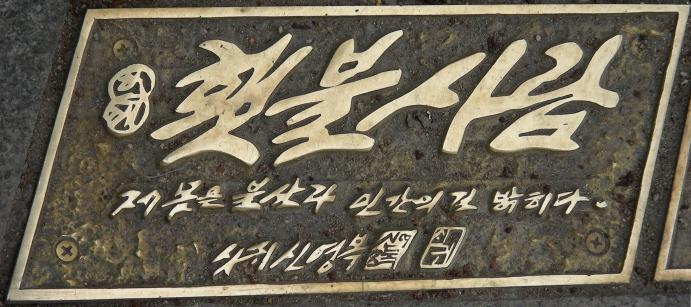 횃불사람
제 몸을 불살라 인간의 길 밝히다.
쇠귀 신영복